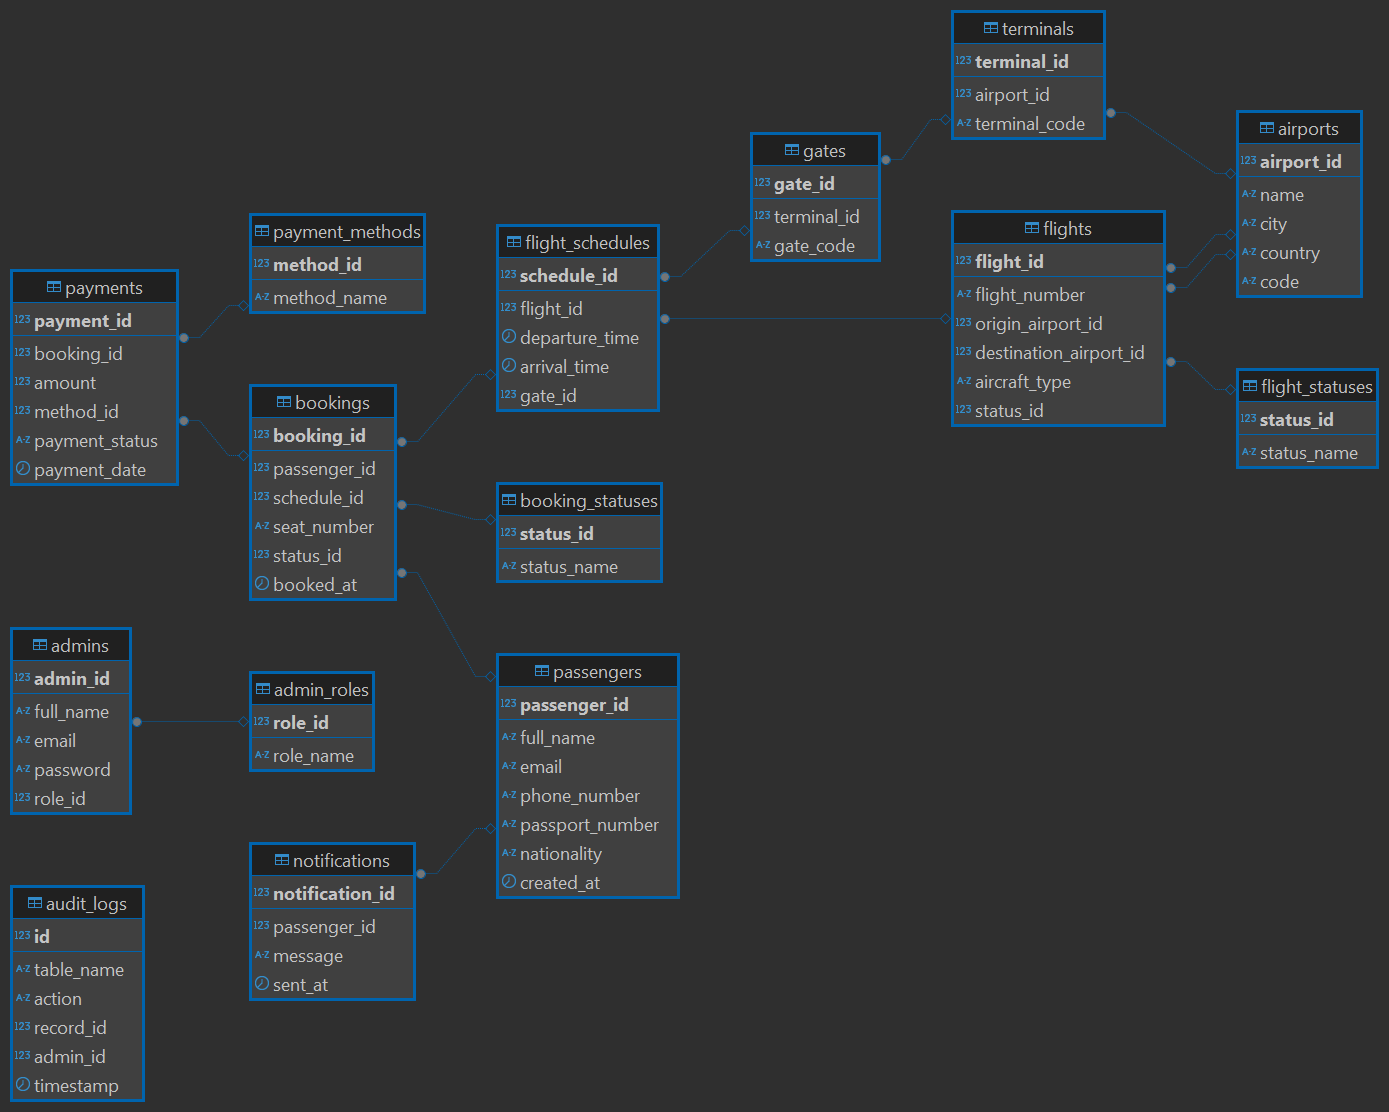 terminals
123 terminal_id
123 airport_id
A-Z terminal_code
airports
123 airport_id
A-Z name
A-Z city
A-Z country
A-Z code
gates
123 gate_id
123 terminal_id
A-Z gate_code
flights
123 flight_id
A-Z flight_number
123 origin_airport_id
123 destination_airport_id
A-Z aircraft_type
123 status_id
flight_statuses
123 status_id
A-Z status_name
payment_methods
123 method_id
A-Z method_name
flight_schedules
123 schedule_id
123 flight_id
departure_time
arrival_time
123 gate_id
payments
123 payment_id
123 booking_id
123 amount
123 method_id
A-Z payment_status
payment_date
bookings
123 booking_id
123 passenger_id
123 schedule_id
A-Z seat_number
123 status_id
booked_at
booking_statuses
123 status_id
A-Z status_name
admins
123 admin_id
A-Z full_name
A-Z email
A-Z password
123 role_id
admin_roles
123 role_id
A-Z role_name
passengers
123 passenger_id
A-Z full_name
A-Z email
A-Z phone_number
A-Z passport_number
A-Z nationality
created_at
notifications
123 notification_id
123 passenger_id
A-Z message
sent_at
audit_logs
123 id
A-Z table_name
A-Z action
123 record_id
123 admin_id
timestamp